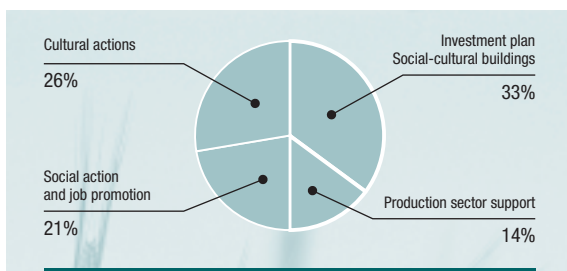 Cultural actions
26%
Investment plan
Social-cultural buildings
33%
Social action
and job promotion
21%
Production sector support
14%